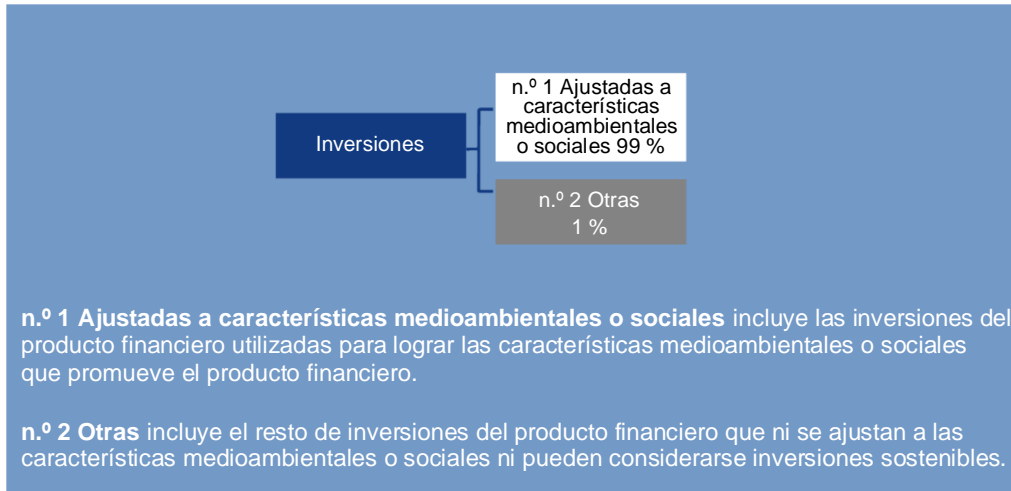 Inversiones
n.º 1 Ajustadas a
características
medioambientales
o sociales 99 %
n.º 2 Otras
1 %
n.º 1 Ajustadas a características medioambientales o sociales incluye las inversiones del
producto financiero utilizadas para lograr las características medioambientales o sociales
que promueve el producto financiero.
n.º 2 Otras incluye el resto de inversiones del producto financiero que ni se ajustan a las
características medioambientales o sociales ni pueden considerarse inversiones sostenibles.